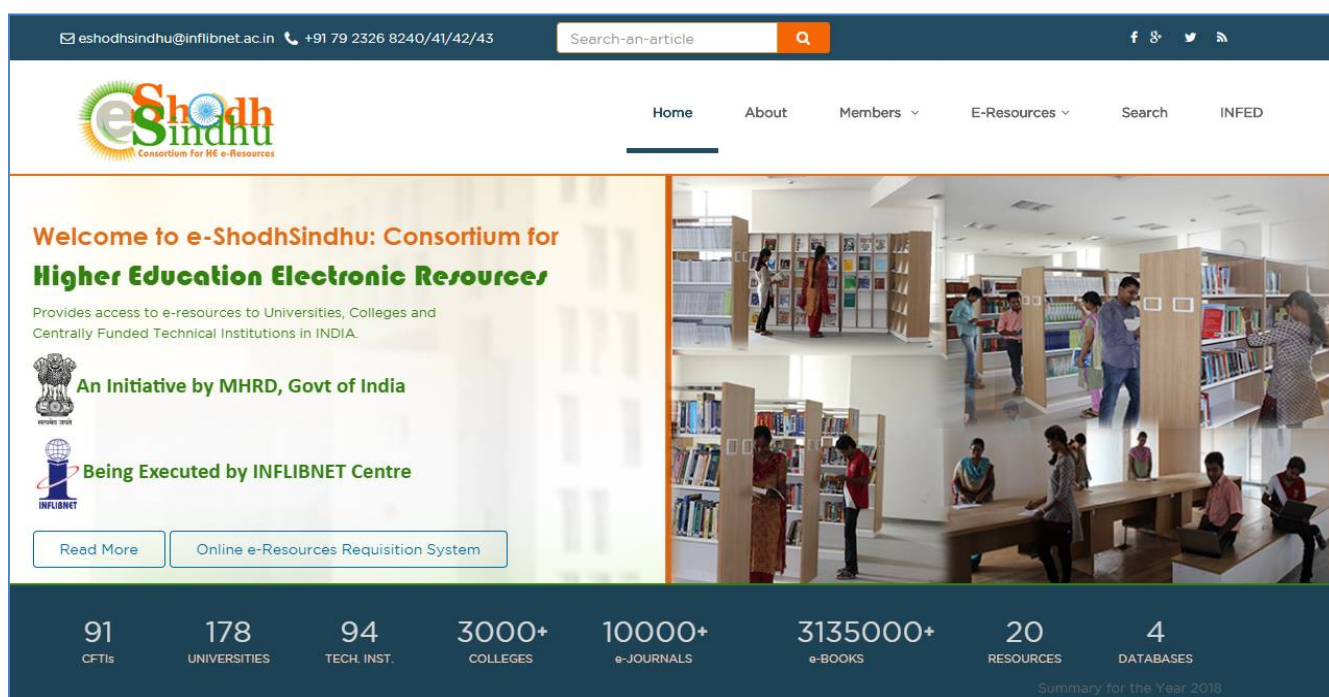 eshodhsindhu@inflibnet.ac.in +91 79 2326 8240/41/42/43 Search-an-article
eShodh
Sindhu
Consortium for HE e-Resources
Home About Members E-Resources Search INFED
Welcome to e-ShodhSindhu: Consortium for
Higher Education Electronic Resources
Provides access to e-resources to Universities, Colleges and
Centrally Funded Technical Institutions in INDIA.
An Initiative by MHRD, Govt of India
सत्यमेव जयते
Being Executed by INFLIBNET Centre
INFLIBNET
Read More Online e-Resources Requisition System
91 178 94 3000+ 10000+ 3135000+ 20 4
CFTIs UNIVERSITIES TECH. INST. COLLEGES e-JOURNALS e-BOOKS RESOURCES DATABASES
Summary for the Year 2018